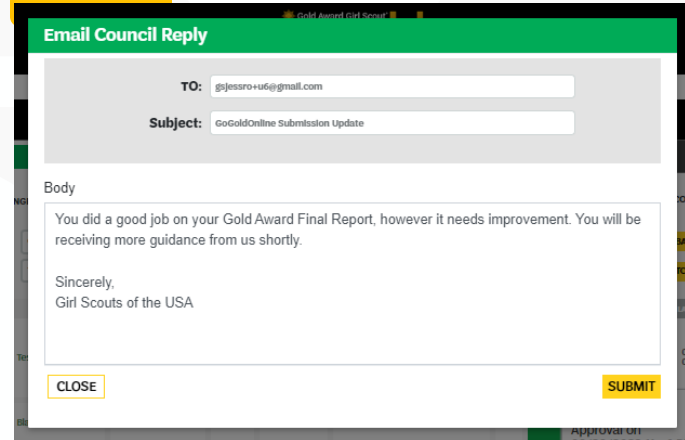 Gold Award Girl Scout
Email Council Reply
TO: gsjessro+u6@gmail.com
Subject: GoGoldOnline Submission Update
Body
You did a good job on your Gold Award Final Report, however it needs improvement. You will be
receiving more guidance from us shortly.
Sincerely,
Girl Scouts of the USA
CLOSE
SUBMIT
Approval on